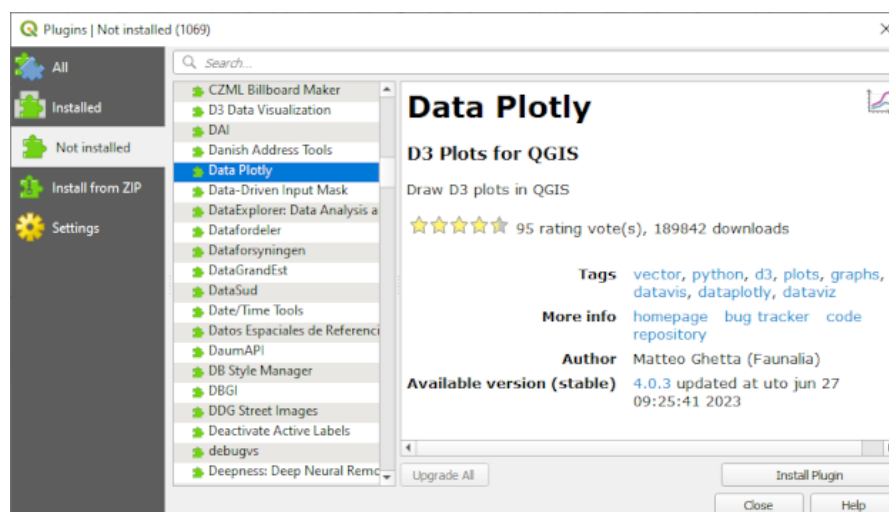 Plugins | Not installed (1069)
All
Installed
Not installed
Install from ZIP
Settings
Search...
CZML Billboard Maker
D3 Data Visualization
DAI
Danish Address Tools
Data Plotly
Data-Driven Input Mask
DataExplorer: Data Analysis a
Datafordeler
Dataforsyningen
DataGrandEst
DataSud
Date/Time Tools
Datos Espaciales de Referenci
DaumAPI
DB Style Manager
DBGI
DDG Street Images
Deactivate Active Labels
debugvs
Deepness: Deep Neural Remo
Data Plotly
D3 Plots for QGIS
Draw D3 plots in QGIS
95 rating vote(s), 189842 downloads
Tags vector, python, d3, plots, graphs,
datavis, dataplotly, dataviz
More info homepage bug tracker code
repository
Author Matteo Ghetta (Faunalia)
Available version (stable) 4.0.3 updated at uto jun 27
09:25:41 2023
Upgrade All
Install Plugin
Close
Help